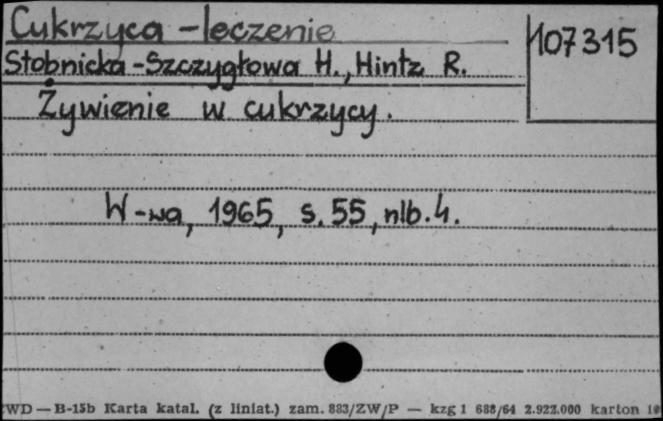 Cukrzyca - leczenie
107315
Stobnicka-Szczygłowa H., Hintz R.
Żywienie w cukrzycy.
W-wa, 1965, s. 55, nlb. 4.
WD — B-15b Karta katal. (z liniat.) zam. 883/ZW/P — kzg 1 688/64 2.922.000 karton